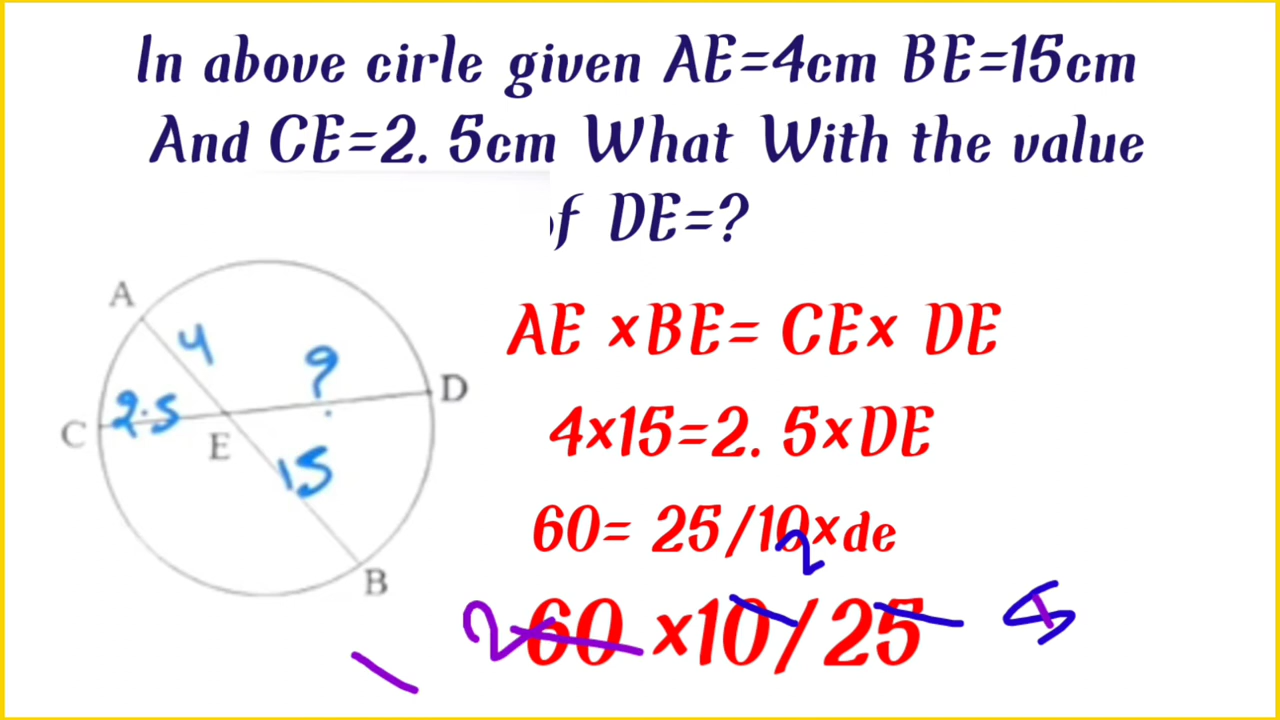 In above cirle given AE=4cm BE=15cm
And CE=2. 5cm What With the value
of DE=?
A
4
?
D
C
2.5
E
15
B
AE ×BE= CE× DE
4×15=2. 5×DE
60= 25/10×de
2
2 60 ×10/25 5